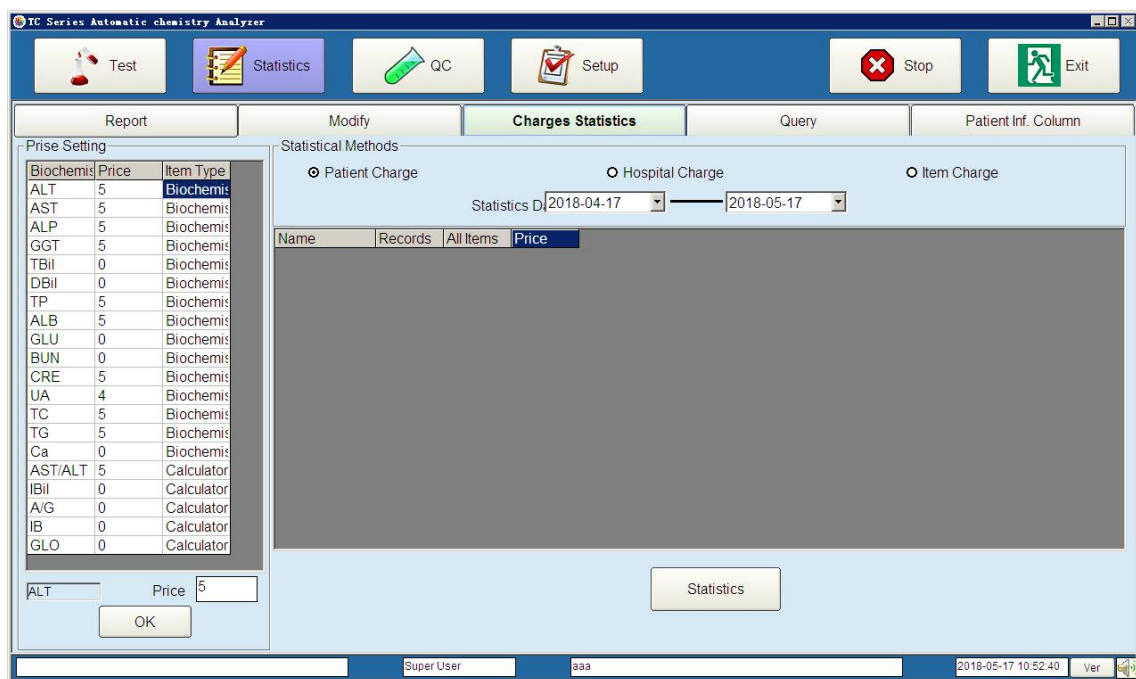 TC Series Automatic chemistry Analyzer
Test Statistics QC Setup Stop Exit
Report Modify Charges Statistics Query Patient Inf. Column
Prise Setting
Biochemis Price Item Type
ALT 5 Biochemis
AST 5 Biochemis
ALP 5 Biochemis
GGT 5 Biochemis
TBil 0 Biochemis
DBil 0 Biochemis
TP 5 Biochemis
ALB 5 Biochemis
GLU 0 Biochemis
BUN 0 Biochemis
CRE 5 Biochemis
UA 4 Biochemis
TC 5 Biochemis
TG 5 Biochemis
Ca 0 Biochemis
AST/ALT 5 Calculator
IBil 0 Calculator
A/G 0 Calculator
IB 0 Calculator
GLO 0 Calculator
ALT Price 5
OK
Statistical Methods
Patient Charge Hospital Charge Item Charge
Statistics Da 2018-04-17 2018-05-17
Name Records All Items Price
Statistics
Super User aaa 2018-05-17 10:52:40 Ver